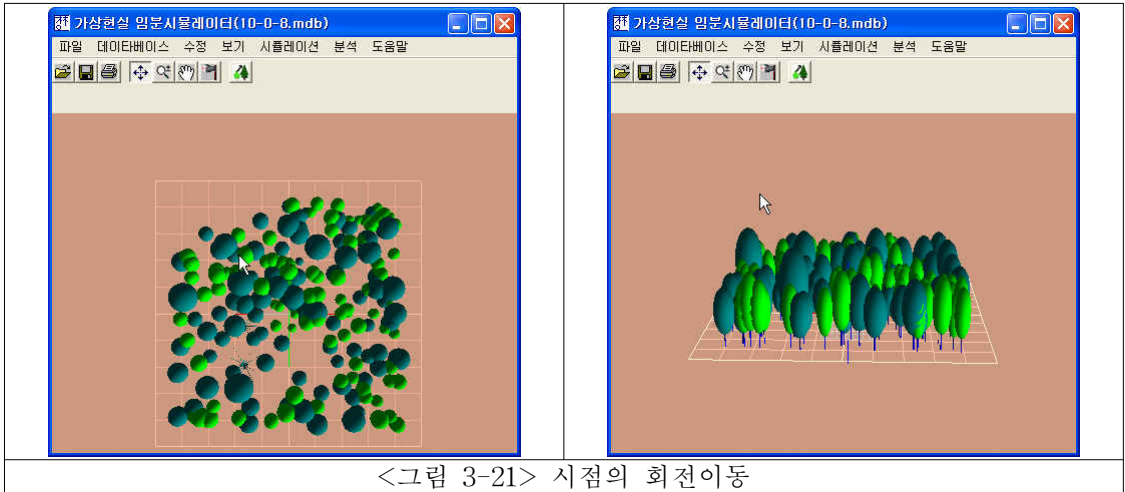 가상현실 임분시뮬레이터(10-0-8.mdb)
파일 데이타베이스 수정 보기 시뮬레이션 분석 도움말
가상현실 임분시뮬레이터(10-0-8.mdb)
파일 데이타베이스 수정 보기 시뮬레이션 분석 도움말
<그림 3-21> 시점의 회전이동